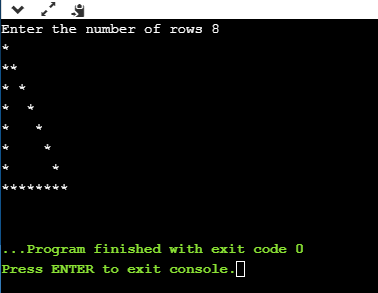 Enter the number of rows 8
*
**
* *
*  *
*   *
*    *
*     *
********
...Program finished with exit code 0
Press ENTER to exit console.